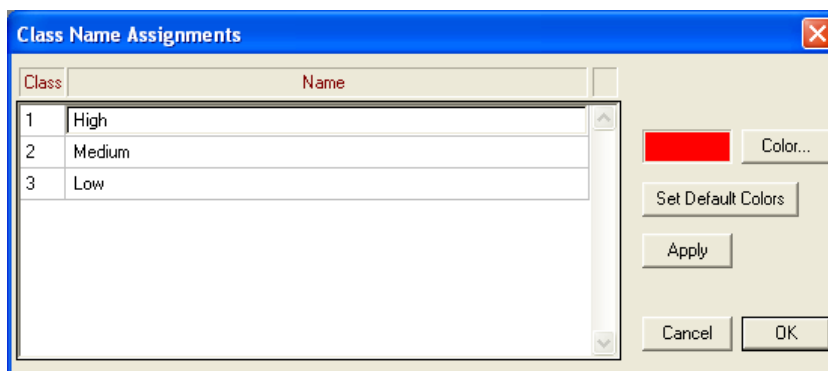 Class Name Assignments
Class Name
1 High
2 Medium
3 Low
Color...
Set Default Colors
Apply
Cancel OK